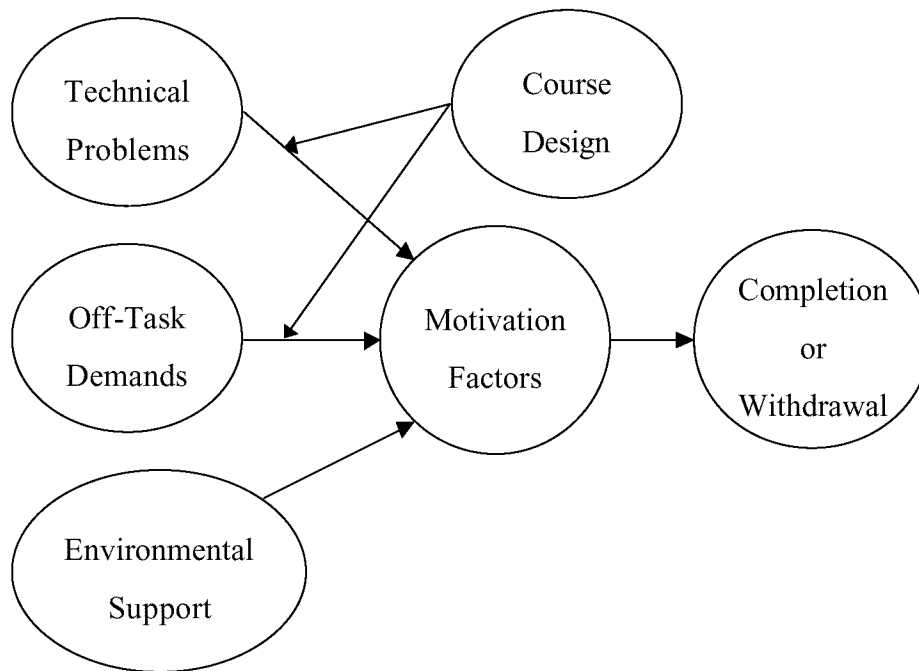 Technical
Problems
Course
Design
Off-Task
Demands
Motivation
Factors
Completion
or
Withdrawal
Environmental
Support